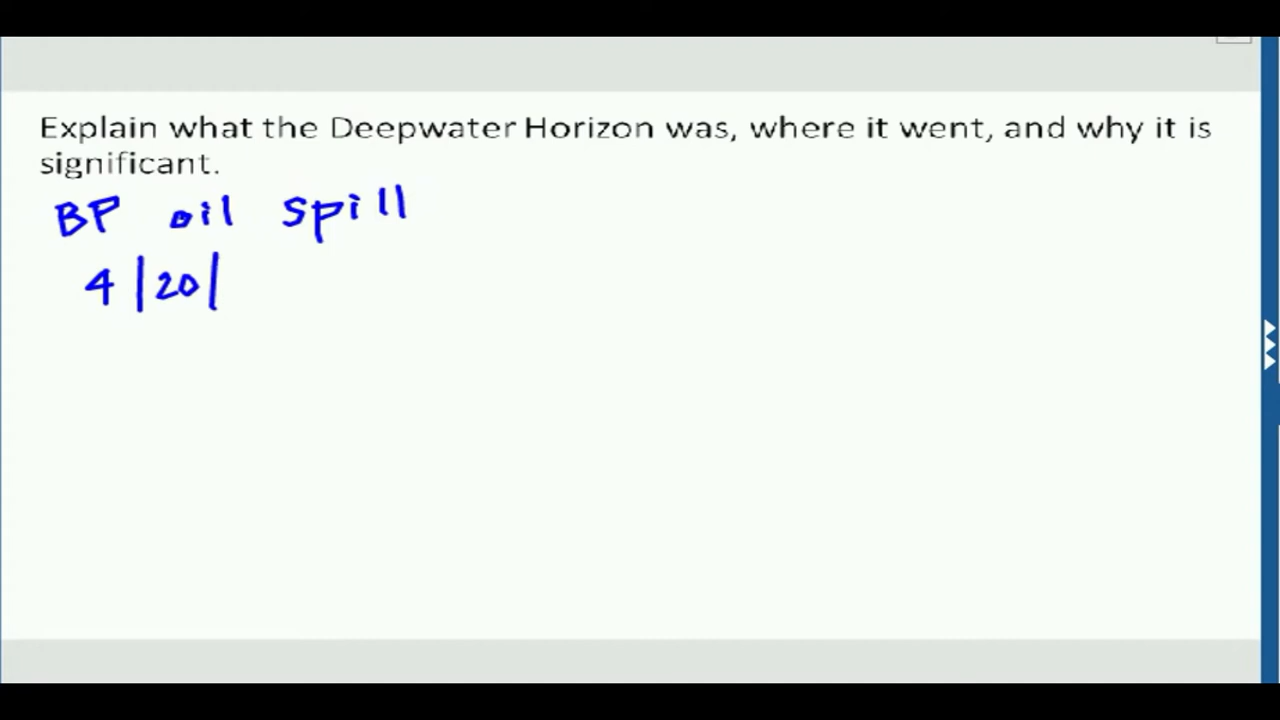 Explain what the Deepwater Horizon was, where it went, and why it is
significant.
BP oil spill
4/20/